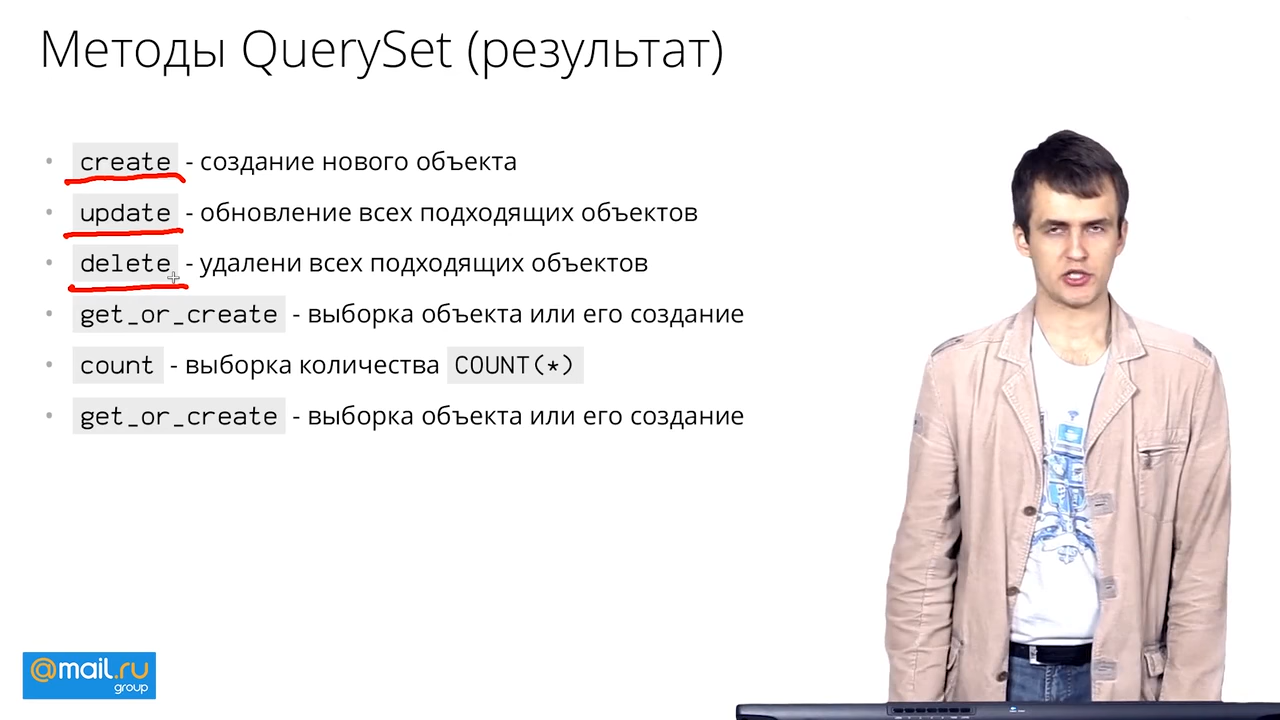 Методы QuerySet (результат)
• create - создание нового объекта
• update - обновление всех подходящих объектов
• delete - удалени всех подходящих объектов
• get_or_create - выборка объекта или его создание
• count - выборка количества COUNT(*)
• get_or_create - выборка объекта или его создание
@mail.ru
group